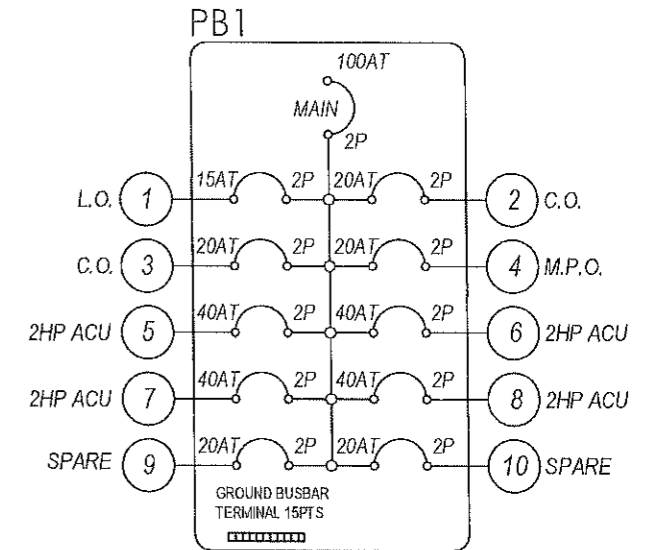 PB1
100AT
MAIN
2P
L.O. 1 15AT 2P 20AT 2P 2 C.O.
C.O. 3 20AT 2P 20AT 2P 4 M.P.O.
2HP ACU 5 40AT 2P 40AT 2P 6 2HP ACU
2HP ACU 7 40AT 2P 40AT 2P 8 2HP ACU
SPARE 9 20AT 2P 20AT 2P 10 SPARE
GROUND BUSBAR
TERMINAL 15PTS